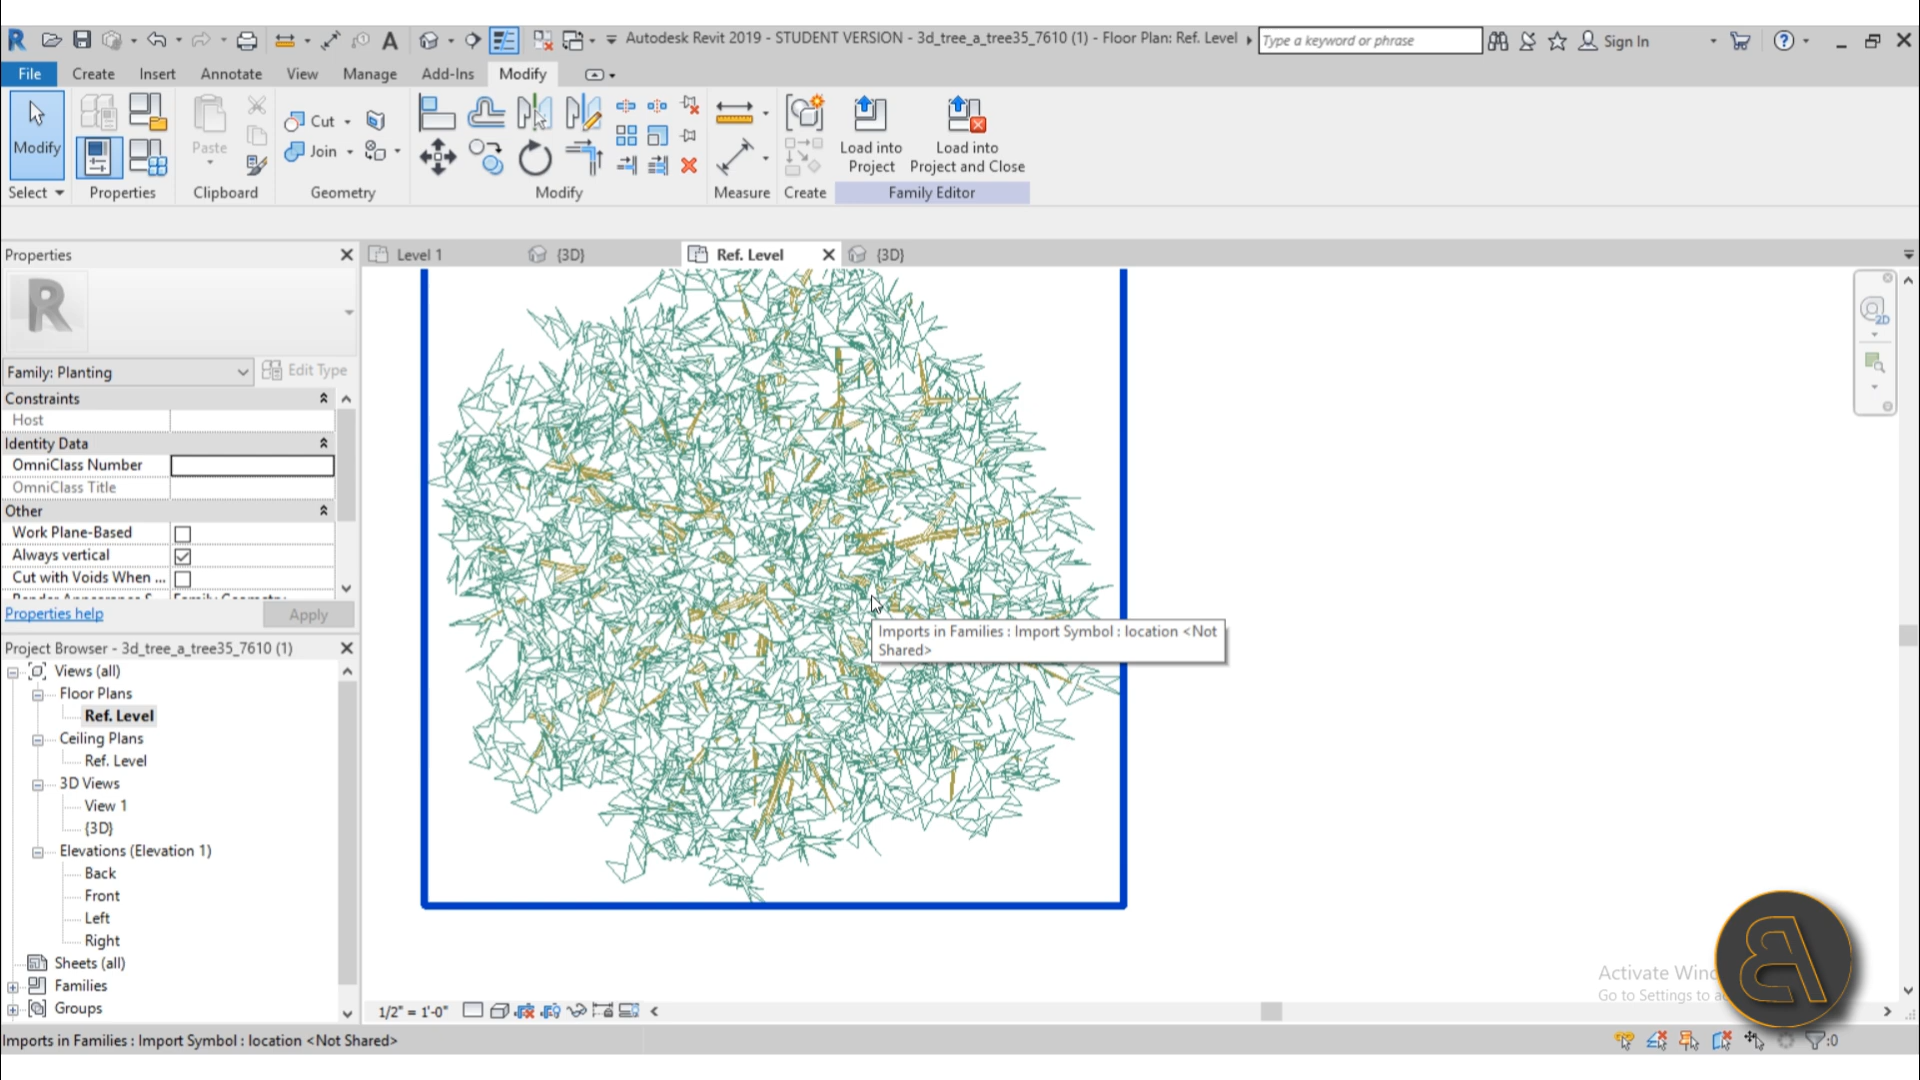 Autodesk Revit 2019 - STUDENT VERSION - 3d_tree_a_tree35_7610 (1) - Floor Plan: Ref. Level
Type a keyword or phrase
Sign In
File
Create
Insert
Annotate
View
Manage
Add-Ins
Modify
Modify
Paste
Cut
Join
Load into
Project
Load into
Project and Close
Select
Properties
Clipboard
Geometry
Modify
Measure
Create
Family Editor
Properties
Level 1
{3D}
Ref. Level
{3D}
Family: Planting
Edit Type
Constraints
Host
Identity Data
OmniClass Number
OmniClass Title
Other
Work Plane-Based
Always vertical
Cut with Voids When ...
Properties help
Apply
Project Browser - 3d_tree_a_tree35_7610 (1)
Views (all)
Floor Plans
Ref. Level
Ceiling Plans
Ref. Level
3D Views
View 1
{3D}
Elevations (Elevation 1)
Back
Front
Left
Right
Sheets (all)
Families
Groups
2D
Imports in Families : Import Symbol : location <Not
Shared>
Activate
Go to Settings to
1/2" = 1'-0"
Imports in Families : Import Symbol : location <Not Shared>
:0